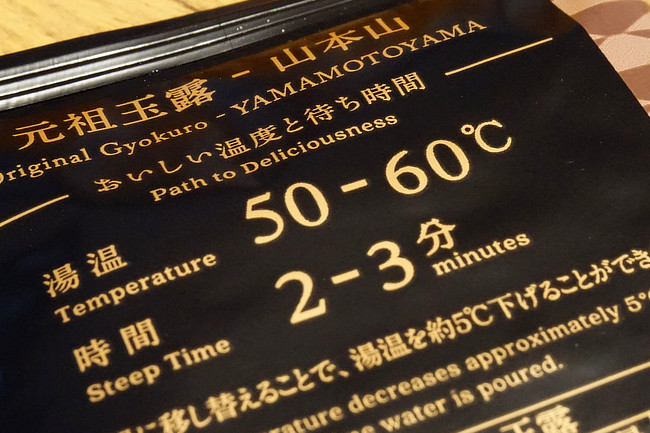 元祖玉露 - 山本山
Original Gyokuro - YAMAMOTOYAMA
おいしい温度と待ち時間
Path to Deliciousness
湯温 50-60℃
Temperature
時間 2-3分
Steep Time minutes
に移し替えることで、湯温を約5℃下げることができ
decreases approximately 5°
water is poured.
玉露